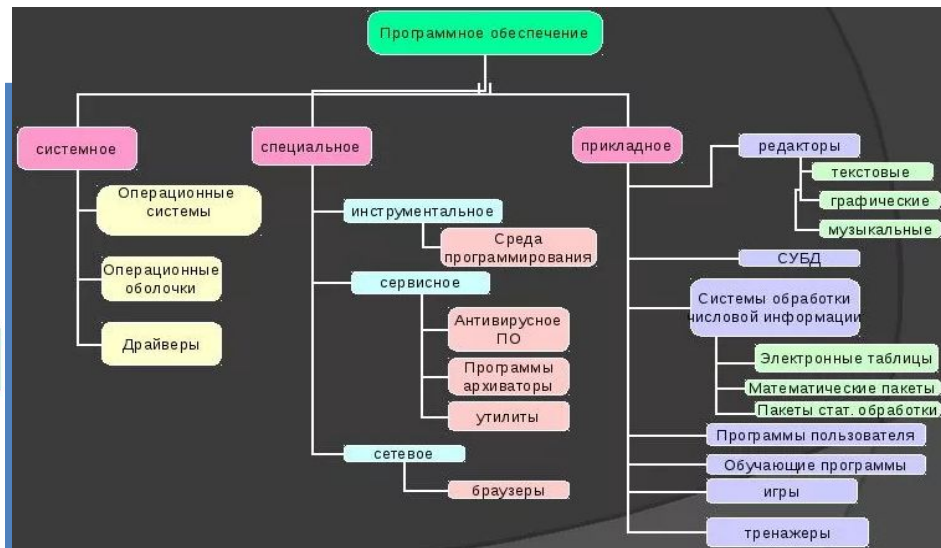 Программное обеспечение
системное
Операционные
системы
Операционные
оболочки
Драйверы
специальное
инструментальное
Среда
программирования
сервисное
Антивирусное
ПО
Программы
архиваторы
утилиты
сетевое
браузеры
прикладное
редакторы
текстовые
графические
музыкальные
СУБД
Системы обработки
числовой информации
Электронные таблицы
Математические пакеты
Пакеты стат. обработки
Программы пользователя
Обучающие программы
игры
тренажеры